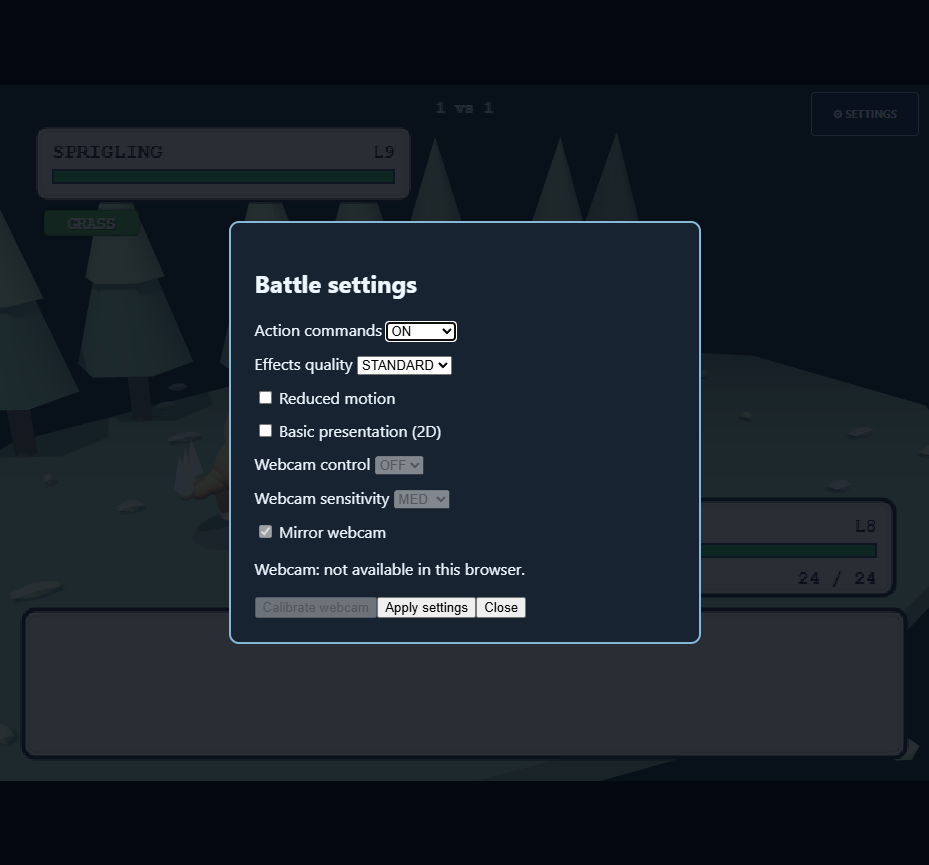 1 vs 1
⚙ SETTINGS
SPRIGLING L9
GRASS
Battle settings
Action commands ON
Effects quality STANDARD
Reduced motion
Basic presentation (2D)
Webcam control OFF
Webcam sensitivity MED
Mirror webcam
L8
Webcam: not available in this browser.
24 / 24
Calibrate webcam Apply settings Close